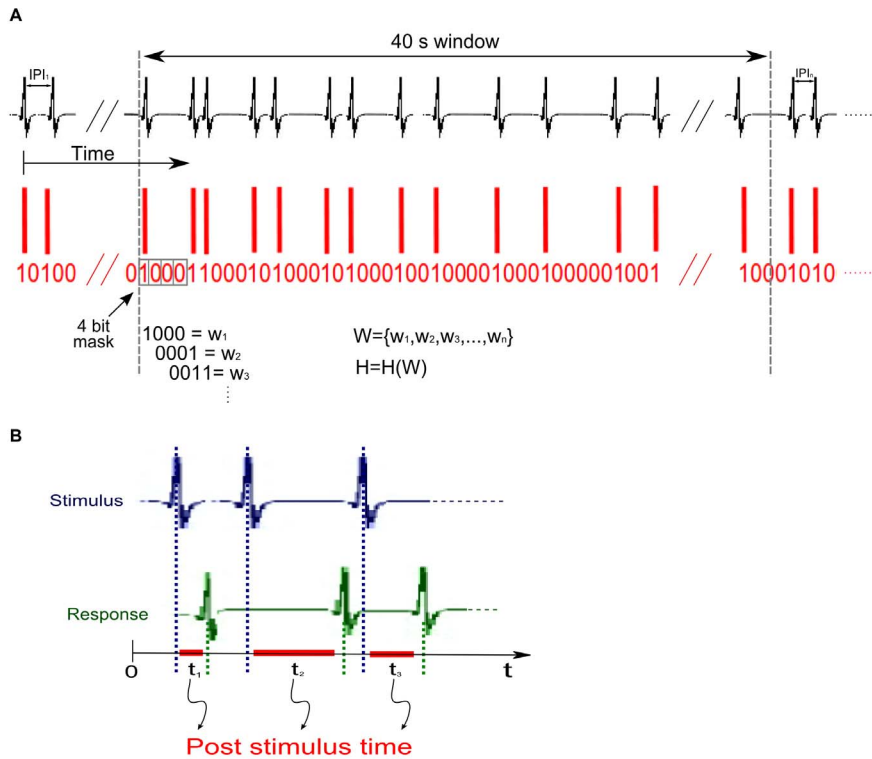 A
40 s window
IPI₁
IPIₙ
Time
10100 // 01000110001010001010001001000010001000001001 // 10001010 ......
4 bit
mask
1000 = w₁
0001 = w₂
0011= w₃
W={w₁,w₂,w₃,...,wₙ}
H=H(W)
B
Stimulus
Response
0
t₁
t₂
t₃
t
Post stimulus time